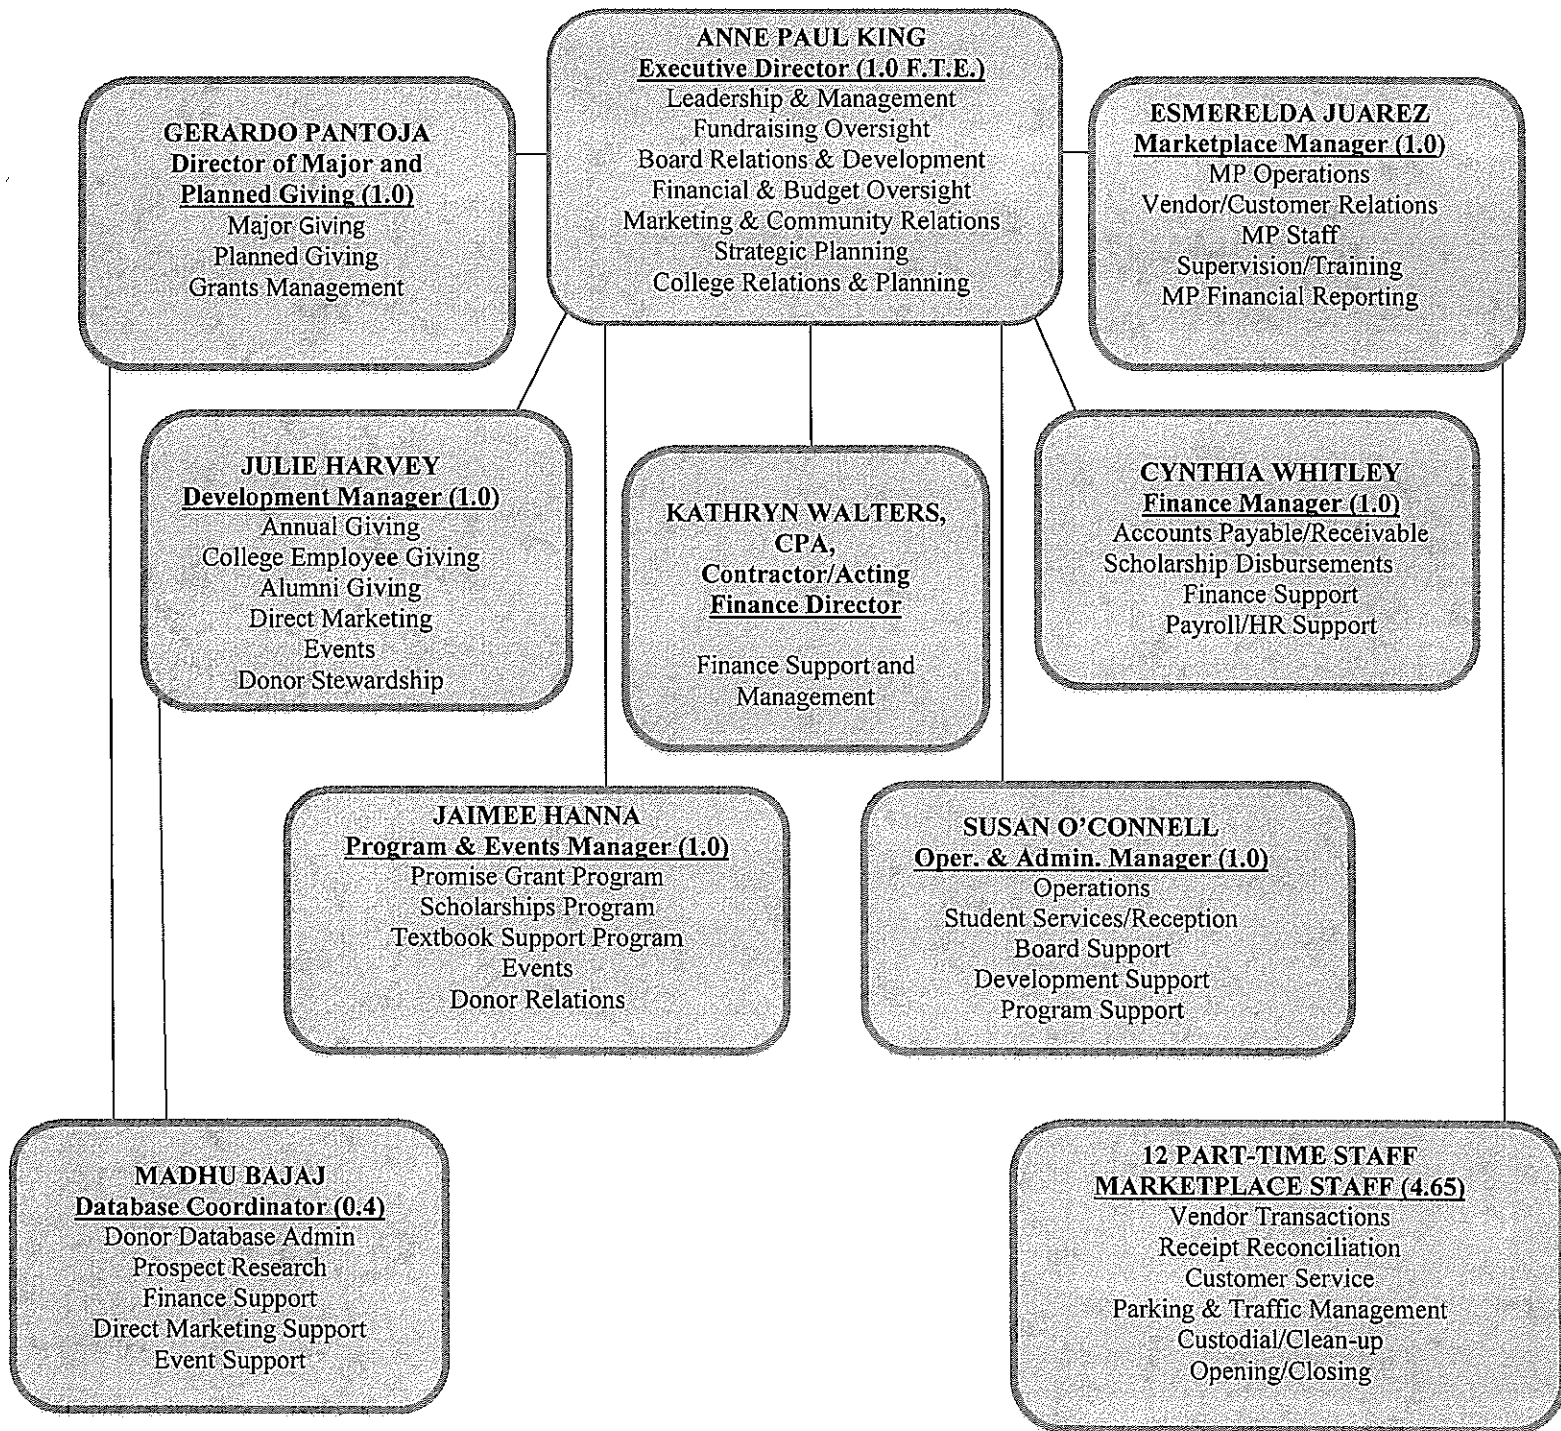 ANNE PAUL KING
Executive Director (1.0 F.T.E.)
Leadership & Management
Fundraising Oversight
Board Relations & Development
Financial & Budget Oversight
Marketing & Community Relations
Strategic Planning
College Relations & Planning
GERARDO PANTOJA
Director of Major and
Planned Giving (1.0)
Major Giving
Planned Giving
Grants Management
ESMERELDA JUAREZ
Marketplace Manager (1.0)
MP Operations
Vendor/Customer Relations
MP Staff
Supervision/Training
MP Financial Reporting
JULIE HARVEY
Development Manager (1.0)
Annual Giving
College Employee Giving
Alumni Giving
Direct Marketing
Events
Donor Stewardship
KATHRYN WALTERS,
CPA,
Contractor/Acting
Finance Director
Finance Support and
Management
CYNTHIA WHITLEY
Finance Manager (1.0)
Accounts Payable/Receivable
Scholarship Disbursements
Finance Support
Payroll/HR Support
JAIMEE HANNA
Program & Events Manager (1.0)
Promise Grant Program
Scholarships Program
Textbook Support Program
Events
Donor Relations
SUSAN O'CONNELL
Oper. & Admin. Manager (1.0)
Operations
Student Services/Reception
Board Support
Development Support
Program Support
MADHU BAJAJ
Database Coordinator (0.4)
Donor Database Admin
Prospect Research
Finance Support
Direct Marketing Support
Event Support
12 PART-TIME STAFF
MARKETPLACE STAFF (4.65)
Vendor Transactions
Receipt Reconciliation
Customer Service
Parking & Traffic Management
Custodial/Clean-up
Opening/Closing